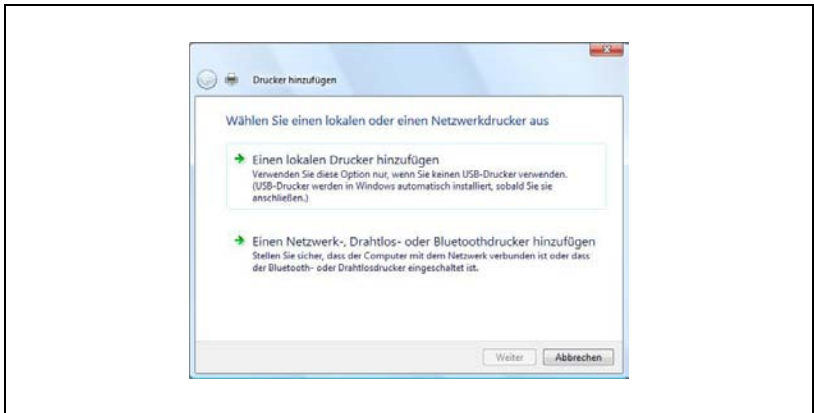 Drucker hinzufügen
Wählen Sie einen lokalen oder einen Netzwerkdrucker aus
Einen lokalen Drucker hinzufügen
Verwenden Sie diese Option nur, wenn Sie keinen USB-Drucker verwenden.
(USB-Drucker werden in Windows automatisch installiert, sobald Sie sie
anschließen.)
Einen Netzwerk-, Drahtlos- oder Bluetoothdrucker hinzufügen
Stellen Sie sicher, dass der Computer mit dem Netzwerk verbunden ist oder dass
der Bluetooth- oder Drahtlosdrucker eingeschaltet ist.
Weiter Abbrechen